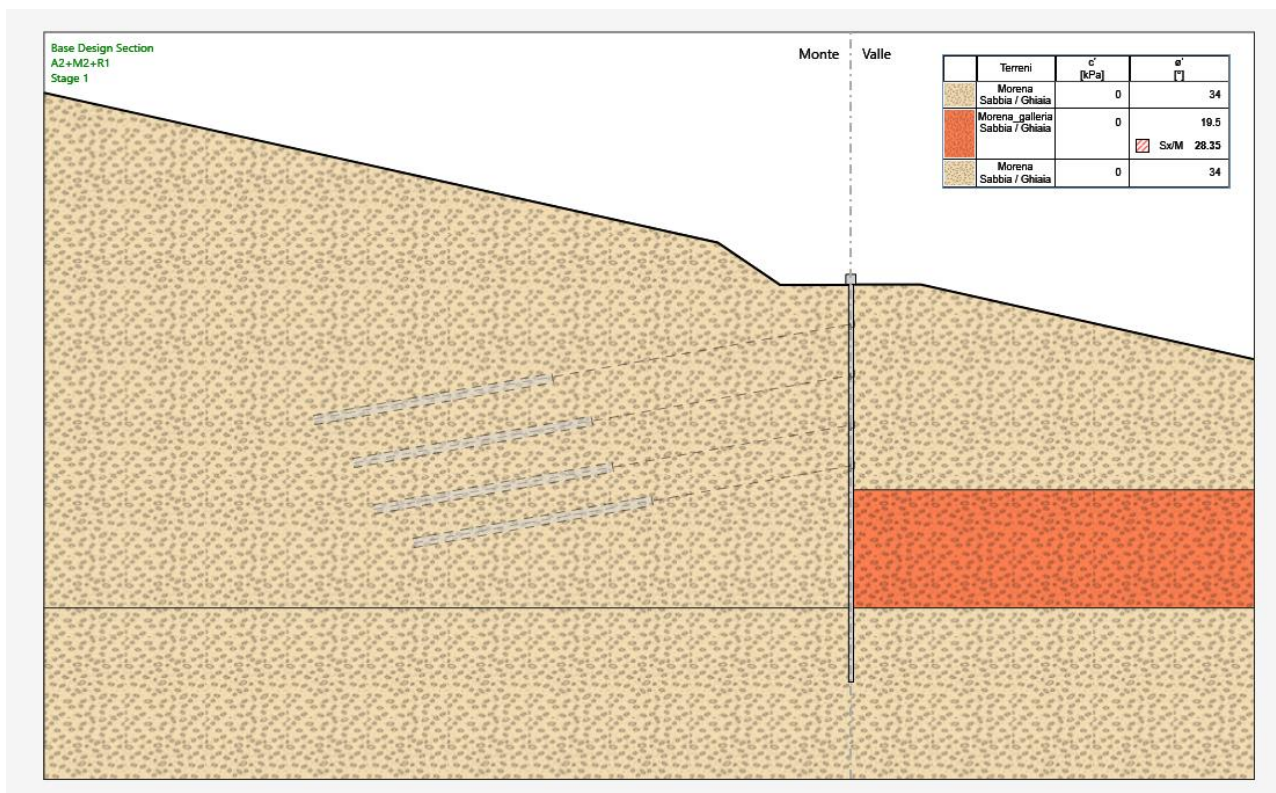 Base Design Section
A2+M2+R1
Stage 1
Monte Valle
Terreni c' [kPa] ø' [°]
Morena
Sabbia / Ghiaia 0 34
Morena_galleria
Sabbia / Ghiaia 0 19.5
Sx/M 28.35
Morena
Sabbia / Ghiaia 0 34